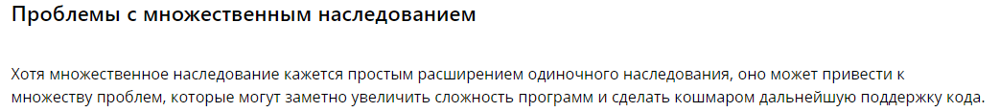 Проблемы с множественным наследованием
Хотя множественное наследование кажется простым расширением одиночного наследования, оно может привести к
множеству проблем, которые могут заметно увеличить сложность программ и сделать кошмаром дальнейшую поддержку кода.